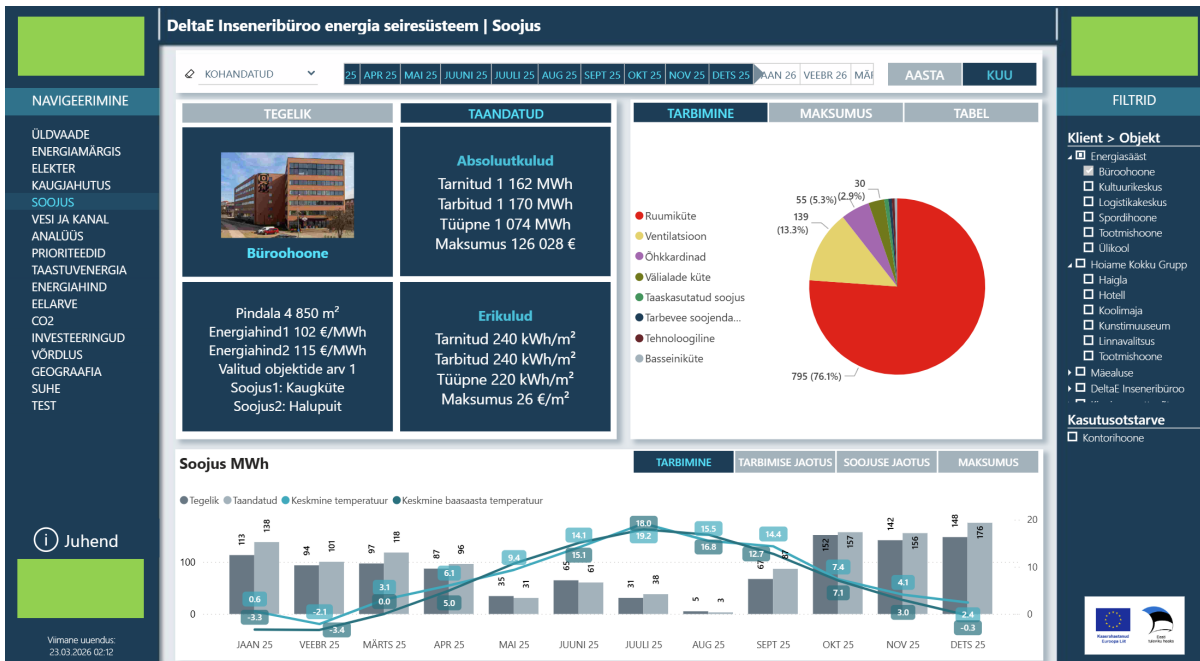 DeltaE Inseneribüroo energia seiresüsteem | Soojus
NAVIGEERIMINE
ÜLDVAADE
ENERGIAMÄRGIS
ELEKTER
KAUGJAHUTUS
SOOJUS
VESI JA KANAL
ANALÜÜS
PRIORITEEDID
TAASTUVENERGIA
ENERGIAHIND
EELARVE
CO2
INVESTEERINGUD
VÕRDLUS
GEOGRAAFIA
SUHE
TEST
i Juhend
Viimane uuendus:
23.03.2026 02:12
KOHANDATUD
25 APR 25 MAI 25 JUUNI 25 JUULI 25 AUG 25 SEPT 25 OKT 25 NOV 25 DETS 25 JAAN 26 VEEBR 26
AASTA KUU
TEGELIK
TAANDATUD
Büroohoone
Absoluutkulud
Tarnitud 1 162 MWh
Tarbitud 1 170 MWh
Tüüpne 1 074 MWh
Maksumus 126 028 €
Pindala 4 850 m²
Energiahind1 102 €/MWh
Energiahind2 115 €/MWh
Valitud objektide arv 1
Soojus1: Kaugküte
Soojus2: Halupuit
Erikulud
Tarnitud 240 kWh/m²
Tarbitud 240 kWh/m²
Tüüpne 220 kWh/m²
Maksumus 26 €/m²
TARBIMINE MAKSUMUS TABEL
Ruumiküte
Ventilatsioon
Õhkkardinad
Välialade küte
Taaskasutatud soojus
Tarbevee soojenda...
Tehnoloogiline
Basseiniküte
30
(2.9%)
55 (5.3%)
139
(13.3%)
795 (76.1%)
Soojus MWh
TARBIMINE TARBIMISE JAOTUS SOOJUSE JAOTUS MAKSUMUS
Tegelik Taandatud Keskmine temperatuur Keskmine baasaasta temperatuur
100
0
20
10
0
113 138 94 101 97 118 87 96 35 31 65 61 31 38 5 3 67 87 152 157 142 156 148 176
0.6 -2.1 3.1 6.1 9.4 14.1 18.0 15.5 14.4 7.4 4.1 2.4
-3.3 -3.4 0.0 5.0 15.1 19.2 16.8 12.7 7.1 3.0 -0.3
JAAN 25 VEEBR 25 MÄRTS 25 APR 25 MAI 25 JUUNI 25 JUULI 25 AUG 25 SEPT 25 OKT 25 NOV 25 DETS 25
FILTRID
Klient > Objekt
Energiasääst
Büroohoone
Kultuurikeskus
Logistikakeskus
Spordihoone
Tootmishoone
Ülikool
Hoiame Kokku Grupp
Haigla
Hotell
Koolimaja
Kunstimuuseum
Linnavalitsus
Tootmishoone
Mäealuse
DeltaE Inseneribüroo
Kasutusotstarve
Kontorihoone
Kaasrahastanud
Euroopa Liit
Eesti
tuleviku heaks